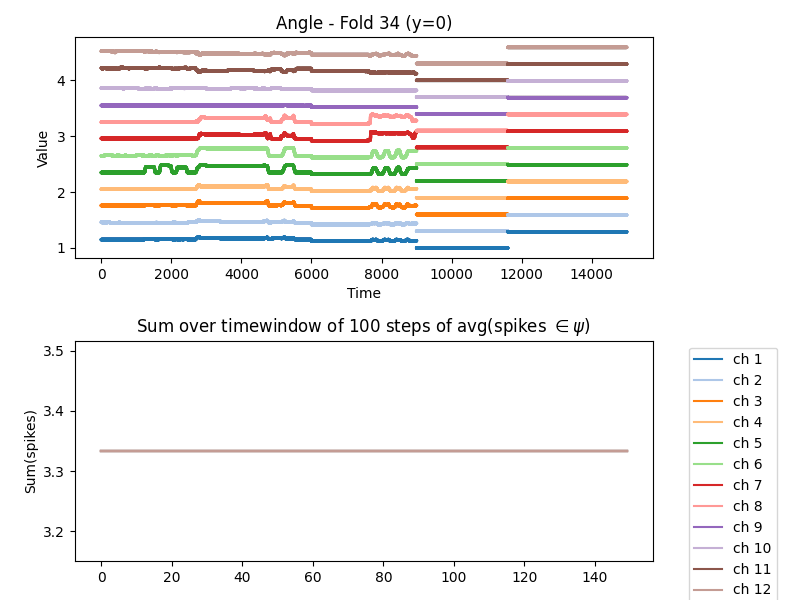 Angle - Fold 34 (y=0)
Value
4
3
2
1
0 2000 4000 6000 8000 10000 12000 14000
Time
Sum over timewindow of 100 steps of avg(spikes ∈ ψ)
Sum(spikes)
3.5
3.4
3.3
3.2
0 20 40 60 80 100 120 140
ch 1
ch 2
ch 3
ch 4
ch 5
ch 6
ch 7
ch 8
ch 9
ch 10
ch 11
ch 12